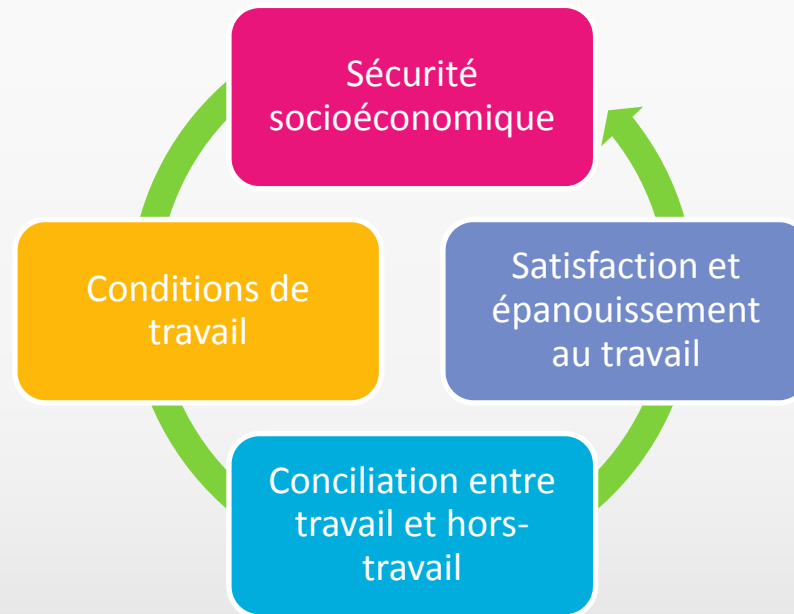 Sécurité
socioéconomique
Conditions de
travail
Satisfaction et
épanouissement
au travail
Conciliation entre
travail et hors-
travail